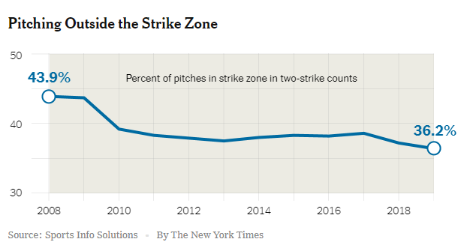 Pitching Outside the Strike Zone
50
43.9%
Percent of pitches in strike zone in two-strike counts
40
36.2%
30
2008 2010 2012 2014 2016 2018
Source: Sports Info Solutions - By The New York Times